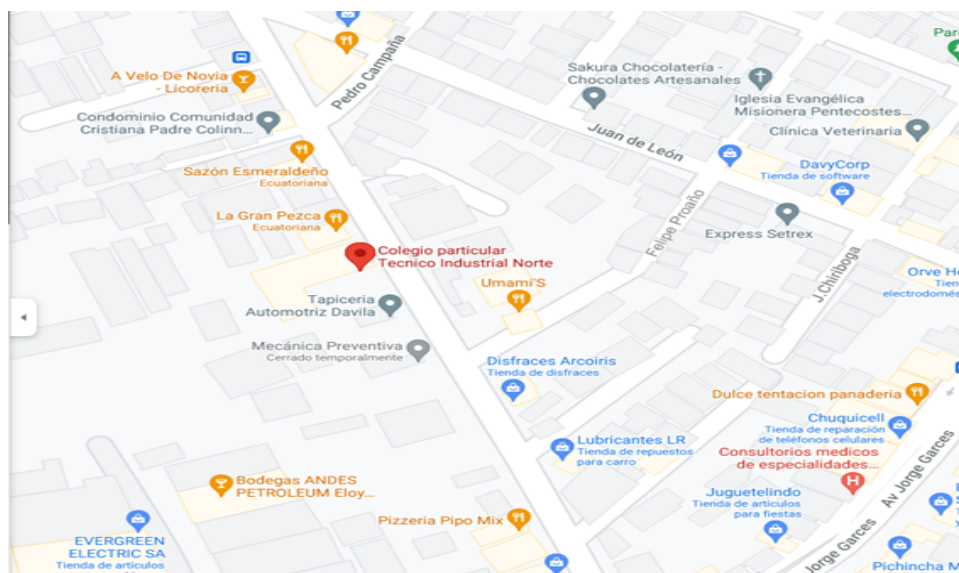 Pedro Campaña
A Velo De Novia
- Licoreria
Condominio Comunidad
Cristiana Padre Colinn...
Sazón Esmeraldeño
Ecuatoriana
La Gran Pezca
Ecuatoriana
Colegio particular
Tecnico Industrial Norte
Umami'S
Tapiceria
Automotriz Davila
Mecánica Preventiva
Cerrado temporalmente
Disfraces Arcoiris
Tienda de disfraces
Lubricantes LR
Tienda de repuestos
para carro
Bodegas ANDES
PETROLEUM Eloy...
Pizzeria Pipo Mix
EVERGREEN
ELECTRIC SA
Tienda de artículos
Sakura Chocolatería -
Chocolates Artesanales
Iglesia Evangélica
Misionera Pentecostes...
Clínica Veterinaria
Juan de León
DavyCorp
Tienda de software
Express Setrex
Felipe Proaño
J.Chiriboga
Orve
electrodomés
Dulce tentacion panaderia
Chuquicell
Tienda de reparación
de teléfonos celulares
Consultorios medicos
de especialidades...
H
Juguetelindo
Tienda de artículos
para fiestas
Av Jorge Garces
Jorge Garces
Pichincha